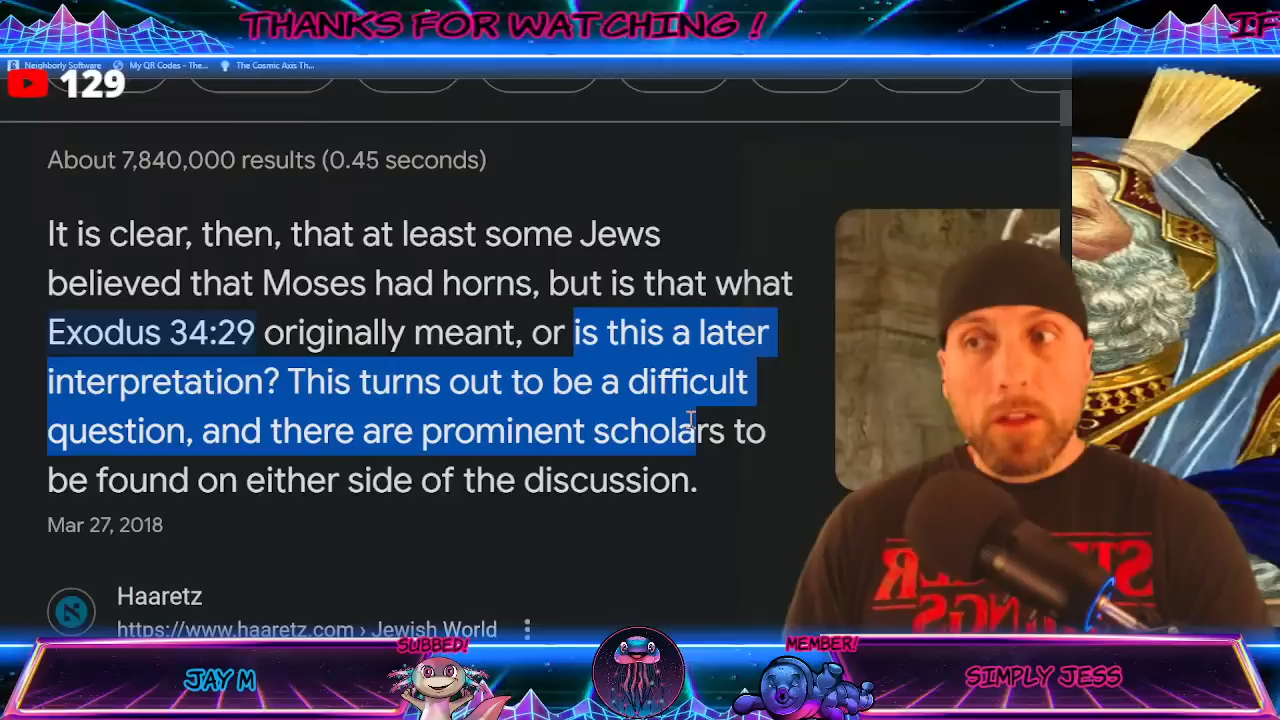 THANKS FOR WATCHING !
IF
Neighborly Software
My QR Codes - The...
The Cosmic Axis Th...
129
About 7,840,000 results (0.45 seconds)
It is clear, then, that at least some Jews
believed that Moses had horns, but is that what
Exodus 34:29 originally meant, or is this a later
interpretation? This turns out to be a difficult
question, and there are prominent scholars to
be found on either side of the discussion.
Mar 27, 2018
Haaretz
https://www.haaretz.com › Jewish World
SUBBED!
JAY M
MEMBER!
SIMPLY JESS